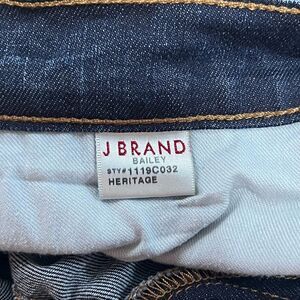 J BRAND
BAILEY
STY# 1119C032
HERITAGE